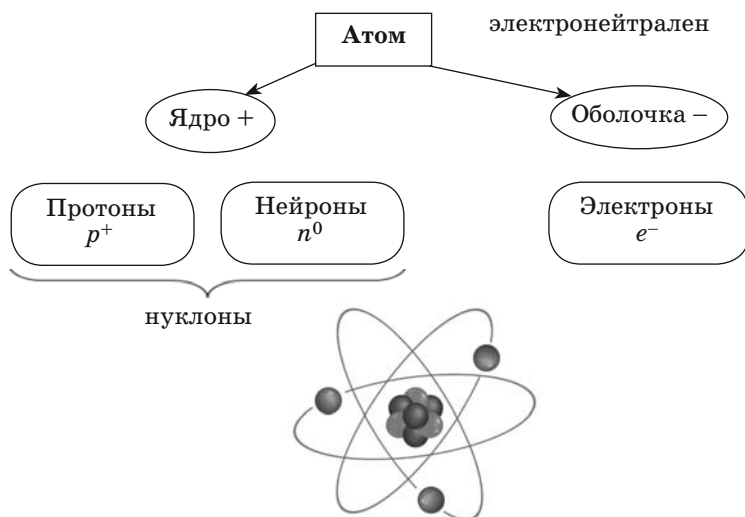 Атом
электронейтрален
Ядро +
Оболочка –
Протоны
p⁺
Нейроны
n⁰
Электроны
e⁻
нуклоны